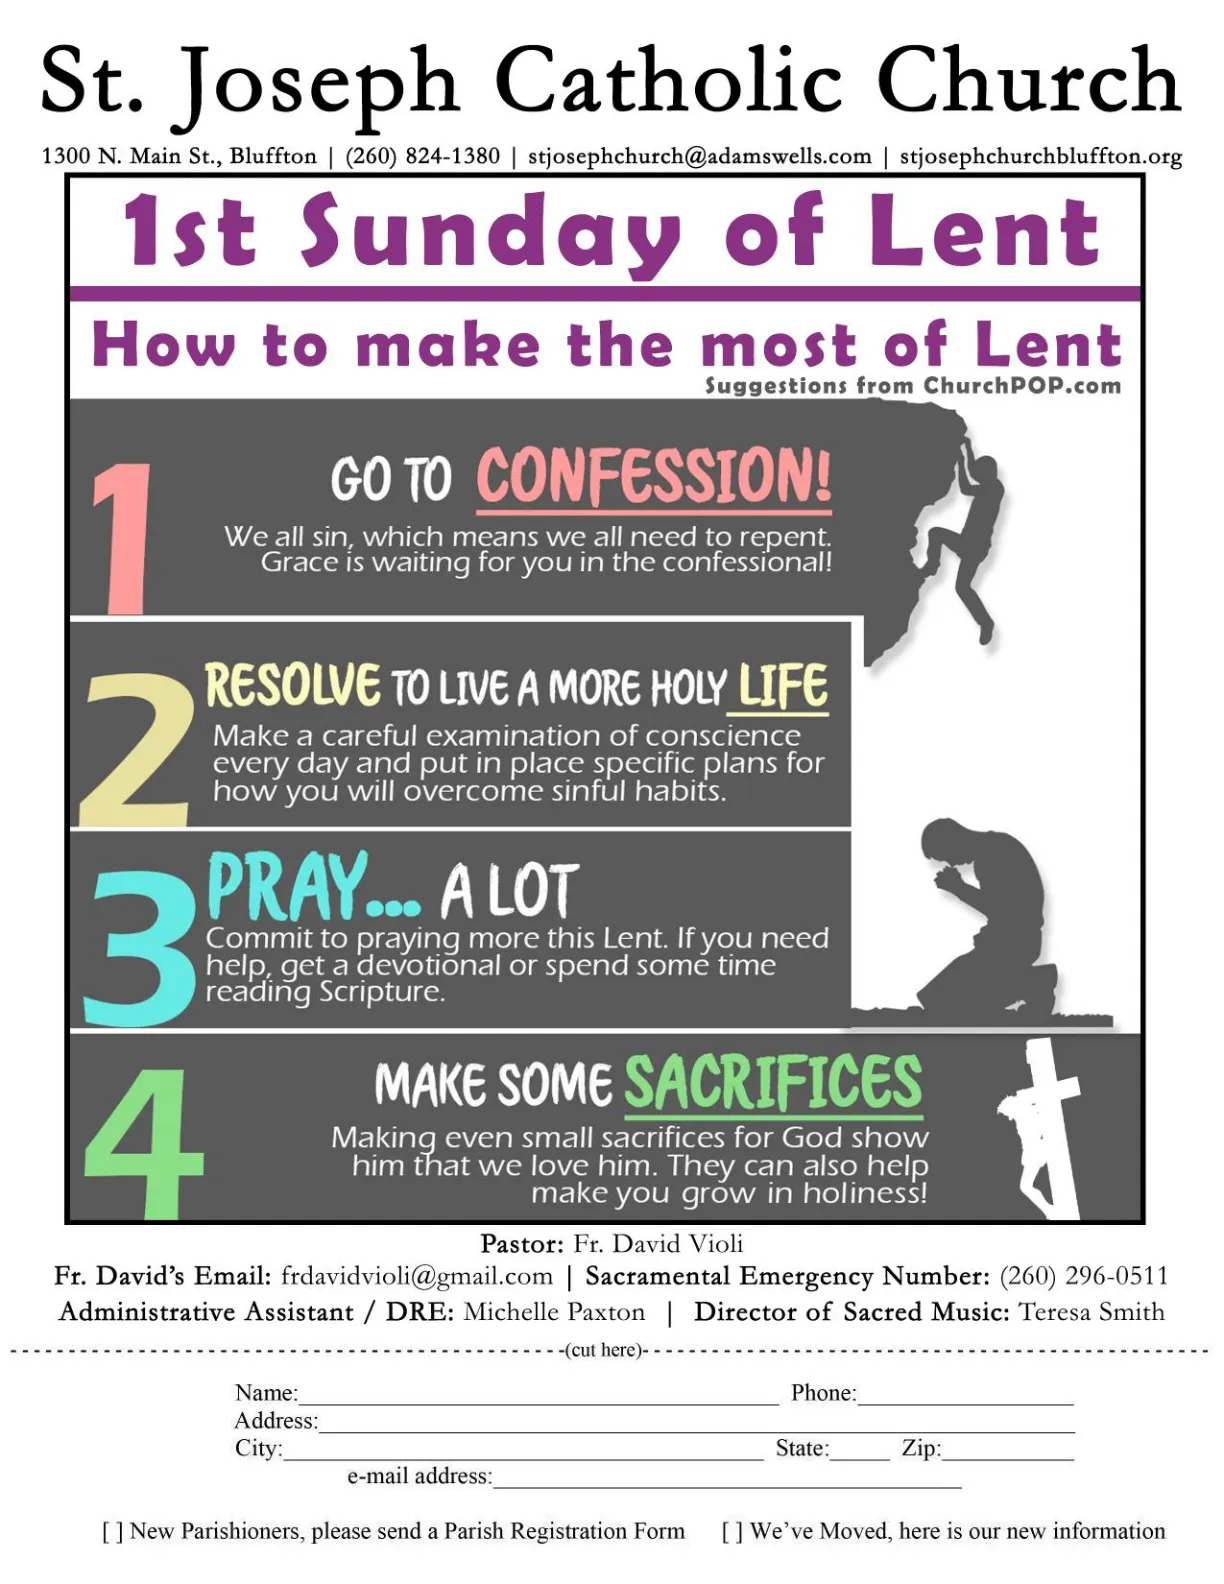 St. Joseph Catholic Church
1300 N. Main St., Bluffton | (260) 824-1380 | stjosephchurch@adamswells.com | stjosephchurchbluffton.org
1st Sunday of Lent
How to make the most of Lent
Suggestions from ChurchPOP.com
1
GO TO CONFESSION!
We all sin, which means we all need to repent.
Grace is waiting for you in the confessional!
2
RESOLVE TO LIVE A MORE HOLY LIFE
Make a careful examination of conscience
every day and put in place specific plans for
how you will overcome sinful habits.
3
PRAY... A LOT
Commit to praying more this Lent. If you need
help, get a devotional or spend some time
reading Scripture.
4
MAKE SOME SACRIFICES
Making even small sacrifices for God show
him that we love him. They can also help
make you grow in holiness!
Pastor: Fr. David Violi
Fr. David's Email: frdavidvioli@gmail.com | Sacramental Emergency Number: (260) 296-0511
Administrative Assistant / DRE: Michelle Paxton | Director of Sacred Music: Teresa Smith
(cut here)
Name: Phone:
Address:
City: State: Zip:
e-mail address:
[ ] New Parishioners, please send a Parish Registration Form [ ] We've Moved, here is our new information